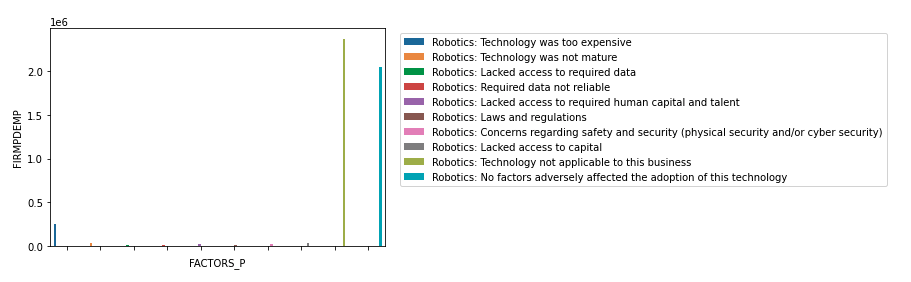 1e6
2.0
1.5
1.0
0.5
0.0
FIRMPDEMP
FACTORS_P
Robotics: Technology was too expensive
Robotics: Technology was not mature
Robotics: Lacked access to required data
Robotics: Required data not reliable
Robotics: Lacked access to required human capital and talent
Robotics: Laws and regulations
Robotics: Concerns regarding safety and security (physical security and/or cyber security)
Robotics: Lacked access to capital
Robotics: Technology not applicable to this business
Robotics: No factors adversely affected the adoption of this technology